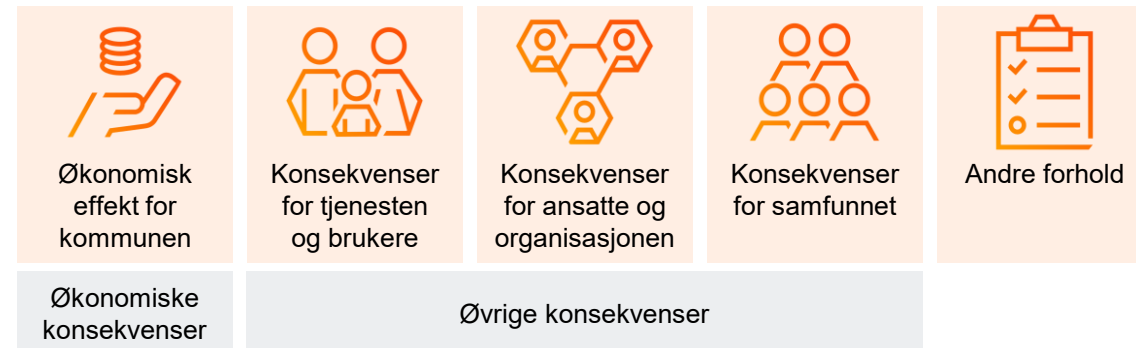 Økonomisk
effekt for
kommunen
Konsekvenser
for tjenesten
og brukere
Konsekvenser
for ansatte og
organisasjonen
Konsekvenser
for samfunnet
Andre forhold
Økonomiske
konsekvenser
Øvrige konsekvenser